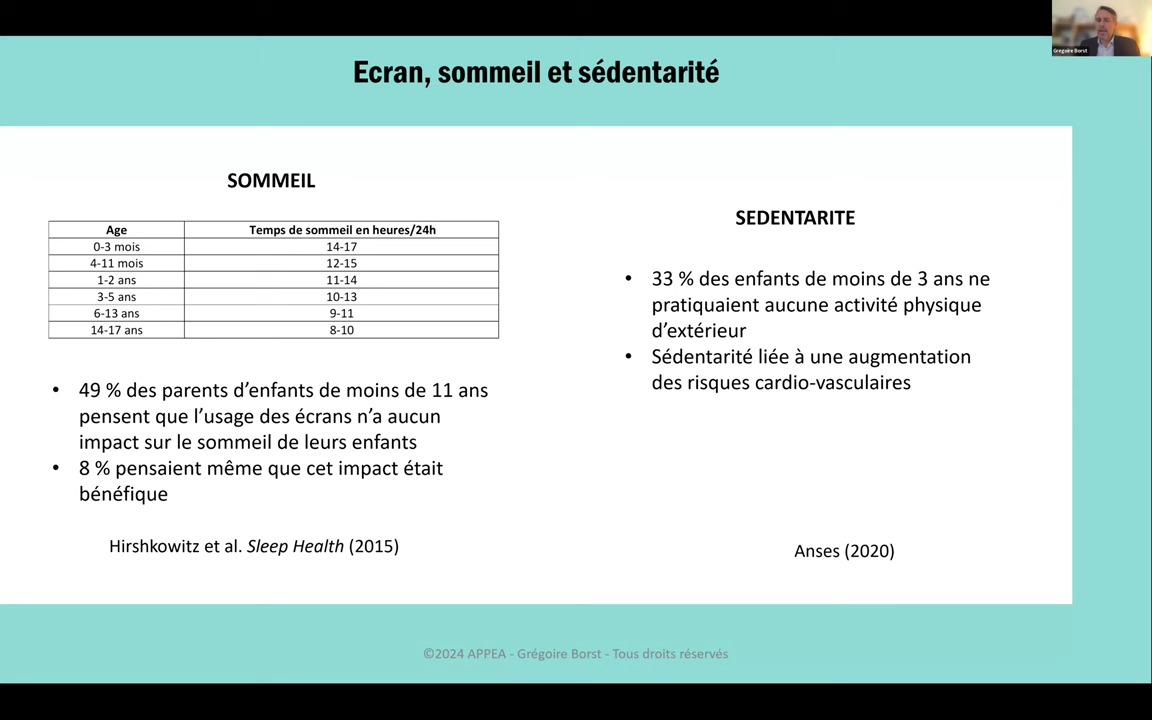 Grégoire Borst
Ecran, sommeil et sédentarité
SOMMEIL
Age Temps de sommeil en heures/24h
0-3 mois 14-17
4-11 mois 12-15
1-2 ans 11-14
3-5 ans 10-13
6-13 ans 9-11
14-17 ans 8-10
• 49 % des parents d’enfants de moins de 11 ans
pensent que l’usage des écrans n’a aucun
impact sur le sommeil de leurs enfants
• 8 % pensaient même que cet impact était
bénéfique
Hirshkowitz et al. Sleep Health (2015)
SEDENTARITE
• 33 % des enfants de moins de 3 ans ne
pratiquaient aucune activité physique
d’extérieur
• Sédentarité liée à une augmentation
des risques cardio-vasculaires
Anses (2020)
©2024 APPEA - Grégoire Borst - Tous droits réservés